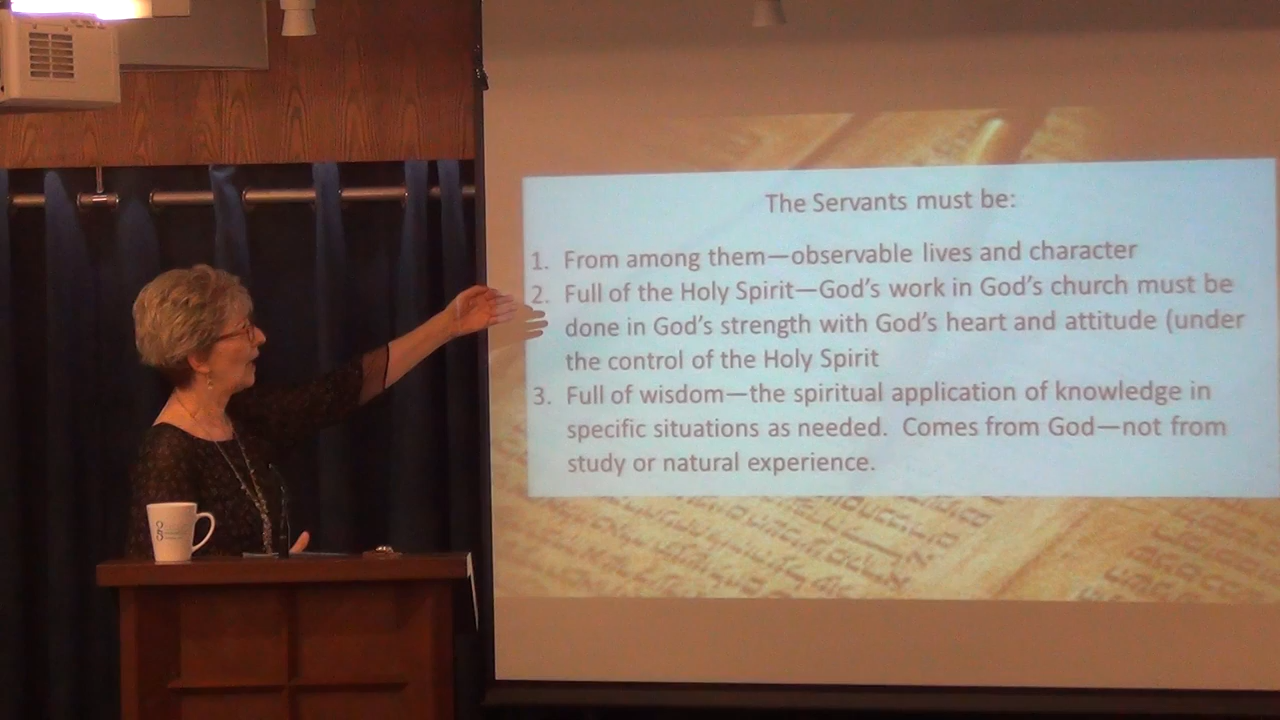 The Servants must be:
1. From among them—observable lives and character
2. Full of the Holy Spirit—God's work in God's church must be
done in God's strength with God's heart and attitude (under
the control of the Holy Spirit
3. Full of wisdom—the spiritual application of knowledge in
specific situations as needed. Comes from God—not from
study or natural experience.